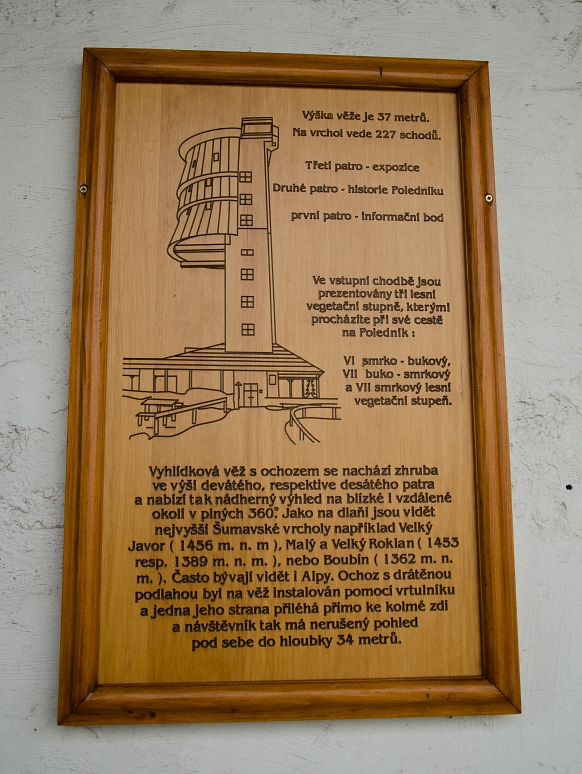 Výška věže je 37 metrů.
Na vrchol vede 227 schodů.
Třetí patro - expozice
Druhé patro - historie Poledníku
první patro - informační bod
Ve vstupní chodbě jsou
prezentovány tři lesní
vegetační stupně, kterými
procházíte při své cestě
na Poledník :
VI smrko - bukový,
VII buko - smrkový
a VII smrkový lesní
vegetační stupeň.
Vyhlídková věž s ochozem se nachází zhruba
ve výši devátého, respektive desátého patra
a nabízí tak nádherný výhled na blízké i vzdálené
okolí v plných 360°. Jako na dlani jsou vidět
nejvyšší Šumavské vrcholy například Velký
Javor ( 1456 m. n. m ), Malý a Velký Roklan ( 1453
resp. 1389 m. n. m. ), nebo Boubín ( 1362 m. n.
m. ). Často bývají vidět i Alpy. Ochoz s drátěnou
podlahou byl na věž instalován pomocí vrtulníku
a jedna jeho strana přiléhá přímo ke kolmé zdi
a návštěvník tak má nerušený pohled
pod sebe do hloubky 34 metrů.